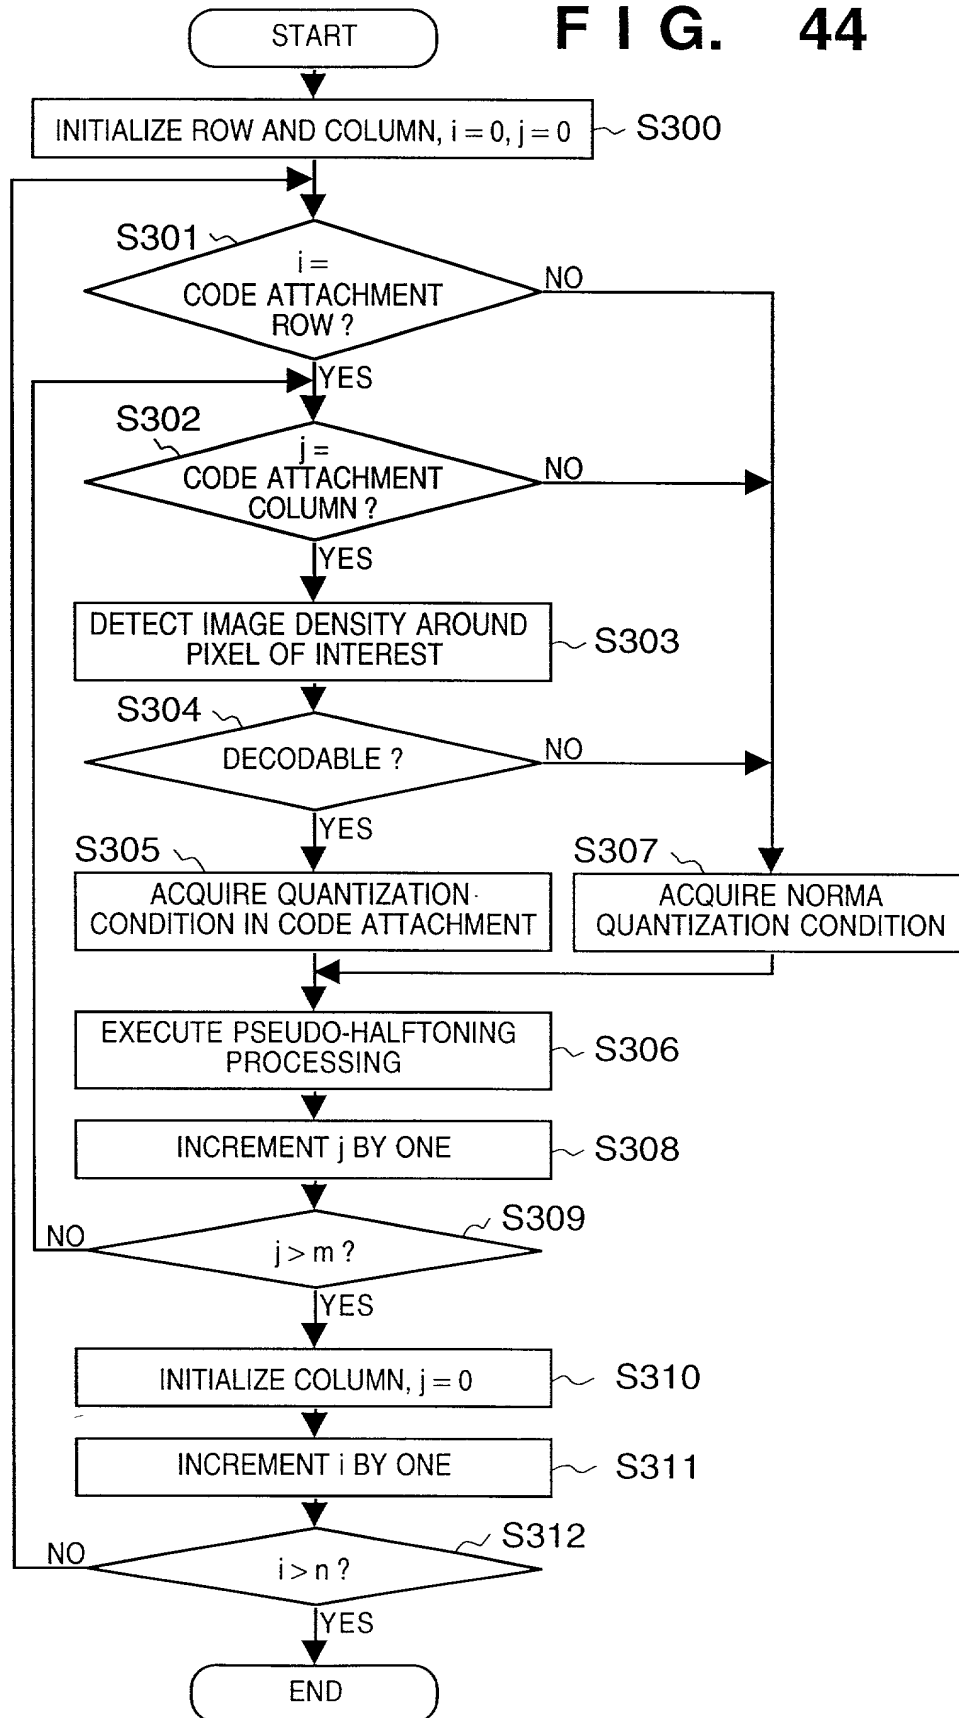 FIG. 44
START
INITIALIZE ROW AND COLUMN, i = 0, j = 0
S300
S301
i =
CODE ATTACHMENT
ROW ?
NO
YES
S302
j =
CODE ATTACHMENT
COLUMN ?
NO
YES
DETECT IMAGE DENSITY AROUND
PIXEL OF INTEREST
S303
S304
DECODABLE ?
NO
YES
S305
ACQUIRE QUANTIZATION
CONDITION IN CODE ATTACHMENT
S307
ACQUIRE NORMA
QUANTIZATION CONDITION
EXECUTE PSEUDO-HALFTONING
PROCESSING
S306
INCREMENT j BY ONE
S308
S309
j > m ?
NO
YES
INITIALIZE COLUMN, j = 0
S310
INCREMENT i BY ONE
S311
S312
i > n ?
NO
YES
END